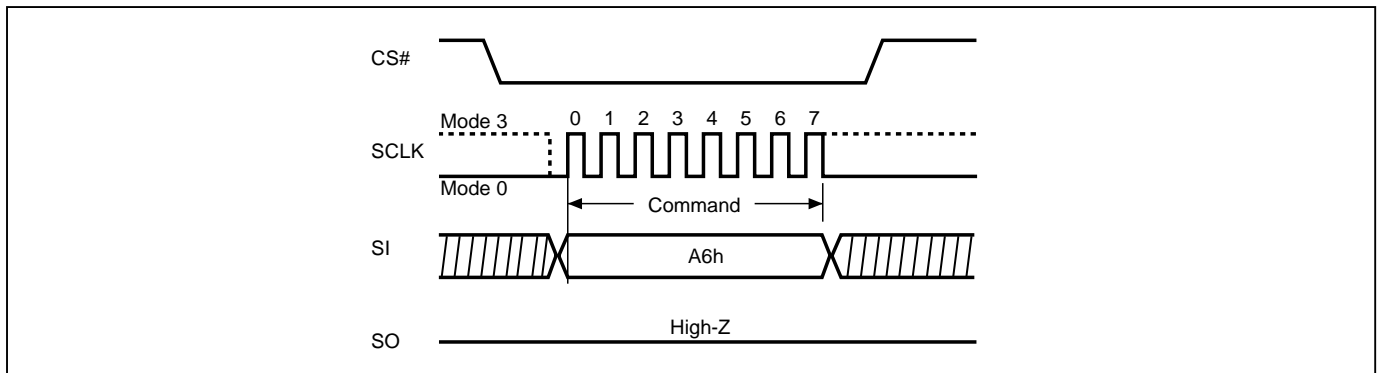 CS#
Mode 3
0 1 2 3 4 5 6 7
SCLK
Mode 0
Command
SI
A6h
High-Z
SO